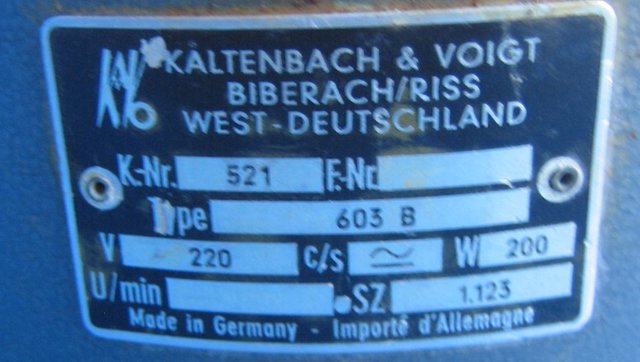 KALTENBACH & VOIGT
BIBERACH/RISS
WEST-DEUTSCHLAND
K.-Nr. 521 F.-Nr.
Type 603 B
V 220 c/s ≂ W 200
U/min SZ 1.123
Made in Germany - Importé d'Allemagne